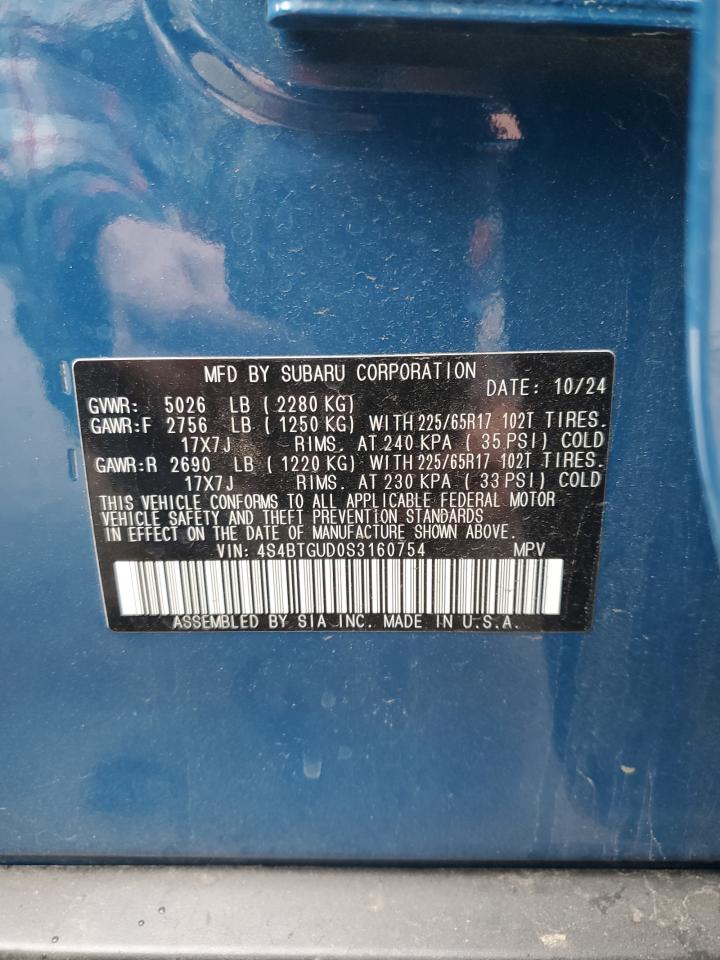 MFD BY SUBARU CORPORATION
DATE: 10/24
GVWR: 5026 LB ( 2280 KG)
GAWR:F 2756 LB ( 1250 KG) WITH 225/65R17 102T TIRES.
17X7J RIMS. AT 240 KPA ( 35 PSI) COLD
GAWR:R 2690 LB ( 1220 KG) WITH 225/65R17 102T TIRES.
17X7J RIMS. AT 230 KPA ( 33 PSI) COLD
THIS VEHICLE CONFORMS TO ALL APPLICABLE FEDERAL MOTOR
VEHICLE SAFETY AND THEFT PREVENTION STANDARDS
IN EFFECT ON THE DATE OF MANUFACTURE SHOWN ABOVE.
VIN: 4S4BTGUD0S3160754 MPV
ASSEMBLED BY SIA INC. MADE IN U.S.A.